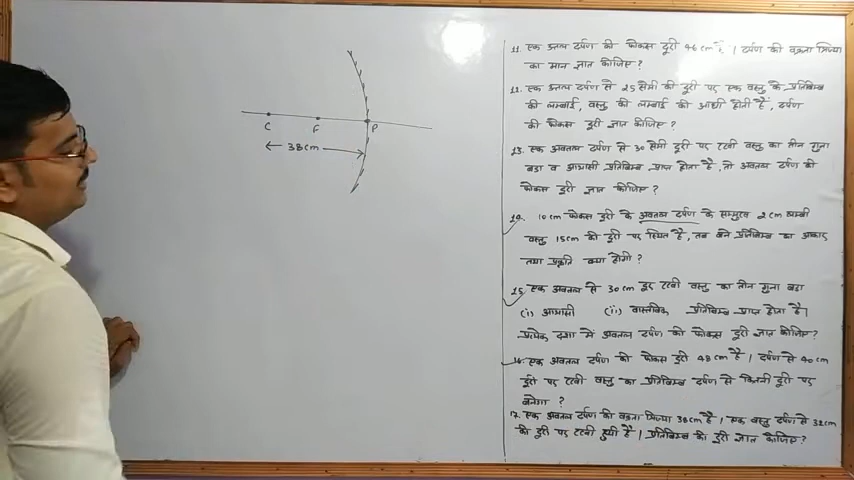 C F P
38cm
11. एक उत्तल दर्पण की फोकस दूरी 46 cm है, । दर्पण की वक्रता त्रिज्या
का मान ज्ञात कीजिए ?
12. एक उत्तल दर्पण से 25 सेमी की दूरी पर एक वस्तु के प्रतिबिम्ब
की लम्बाई, वस्तु की लम्बाई की आधी होती है, दर्पण
की फोकस दूरी ज्ञात कीजिए ?
13. एक अवतल दर्पण से 30 सेमी दूरी पर रखी वस्तु का तीन गुना
बड़ा व आभासी प्रतिबिम्ब प्राप्त होता है, तो अवतल दर्पण की
फोकस दूरी ज्ञात कीजिए ?
14. 10 cm फोकस दूरी के अवतल दर्पण के सम्मुख 2 cm लम्बी
वस्तु 15 cm की दूरी पर स्थित है, तब बने प्रतिबिम्ब का आकार
तथा प्रकृति क्या होगी ?
15. एक अवतल से 30 cm दूर रखी वस्तु का तीन गुना बड़ा
(i) आभासी (ii) वास्तविक प्रतिबिम्ब प्राप्त होता है।
प्रत्येक दशा में अवतल दर्पण की फोकस दूरी ज्ञात कीजिए ?
16. एक अवतल दर्पण की फोकस दूरी 48 cm है । दर्पण से 40 cm
दूरी पर रखी वस्तु का प्रतिबिम्ब दर्पण से कितनी दूरी पर
बनेगा ?
17. एक अवतल दर्पण की वक्रता त्रिज्या 38 cm है । एक वस्तु दर्पण से 32 cm
की दूरी पर रखी हुयी है । प्रतिबिम्ब की दूरी ज्ञात कीजिए ?